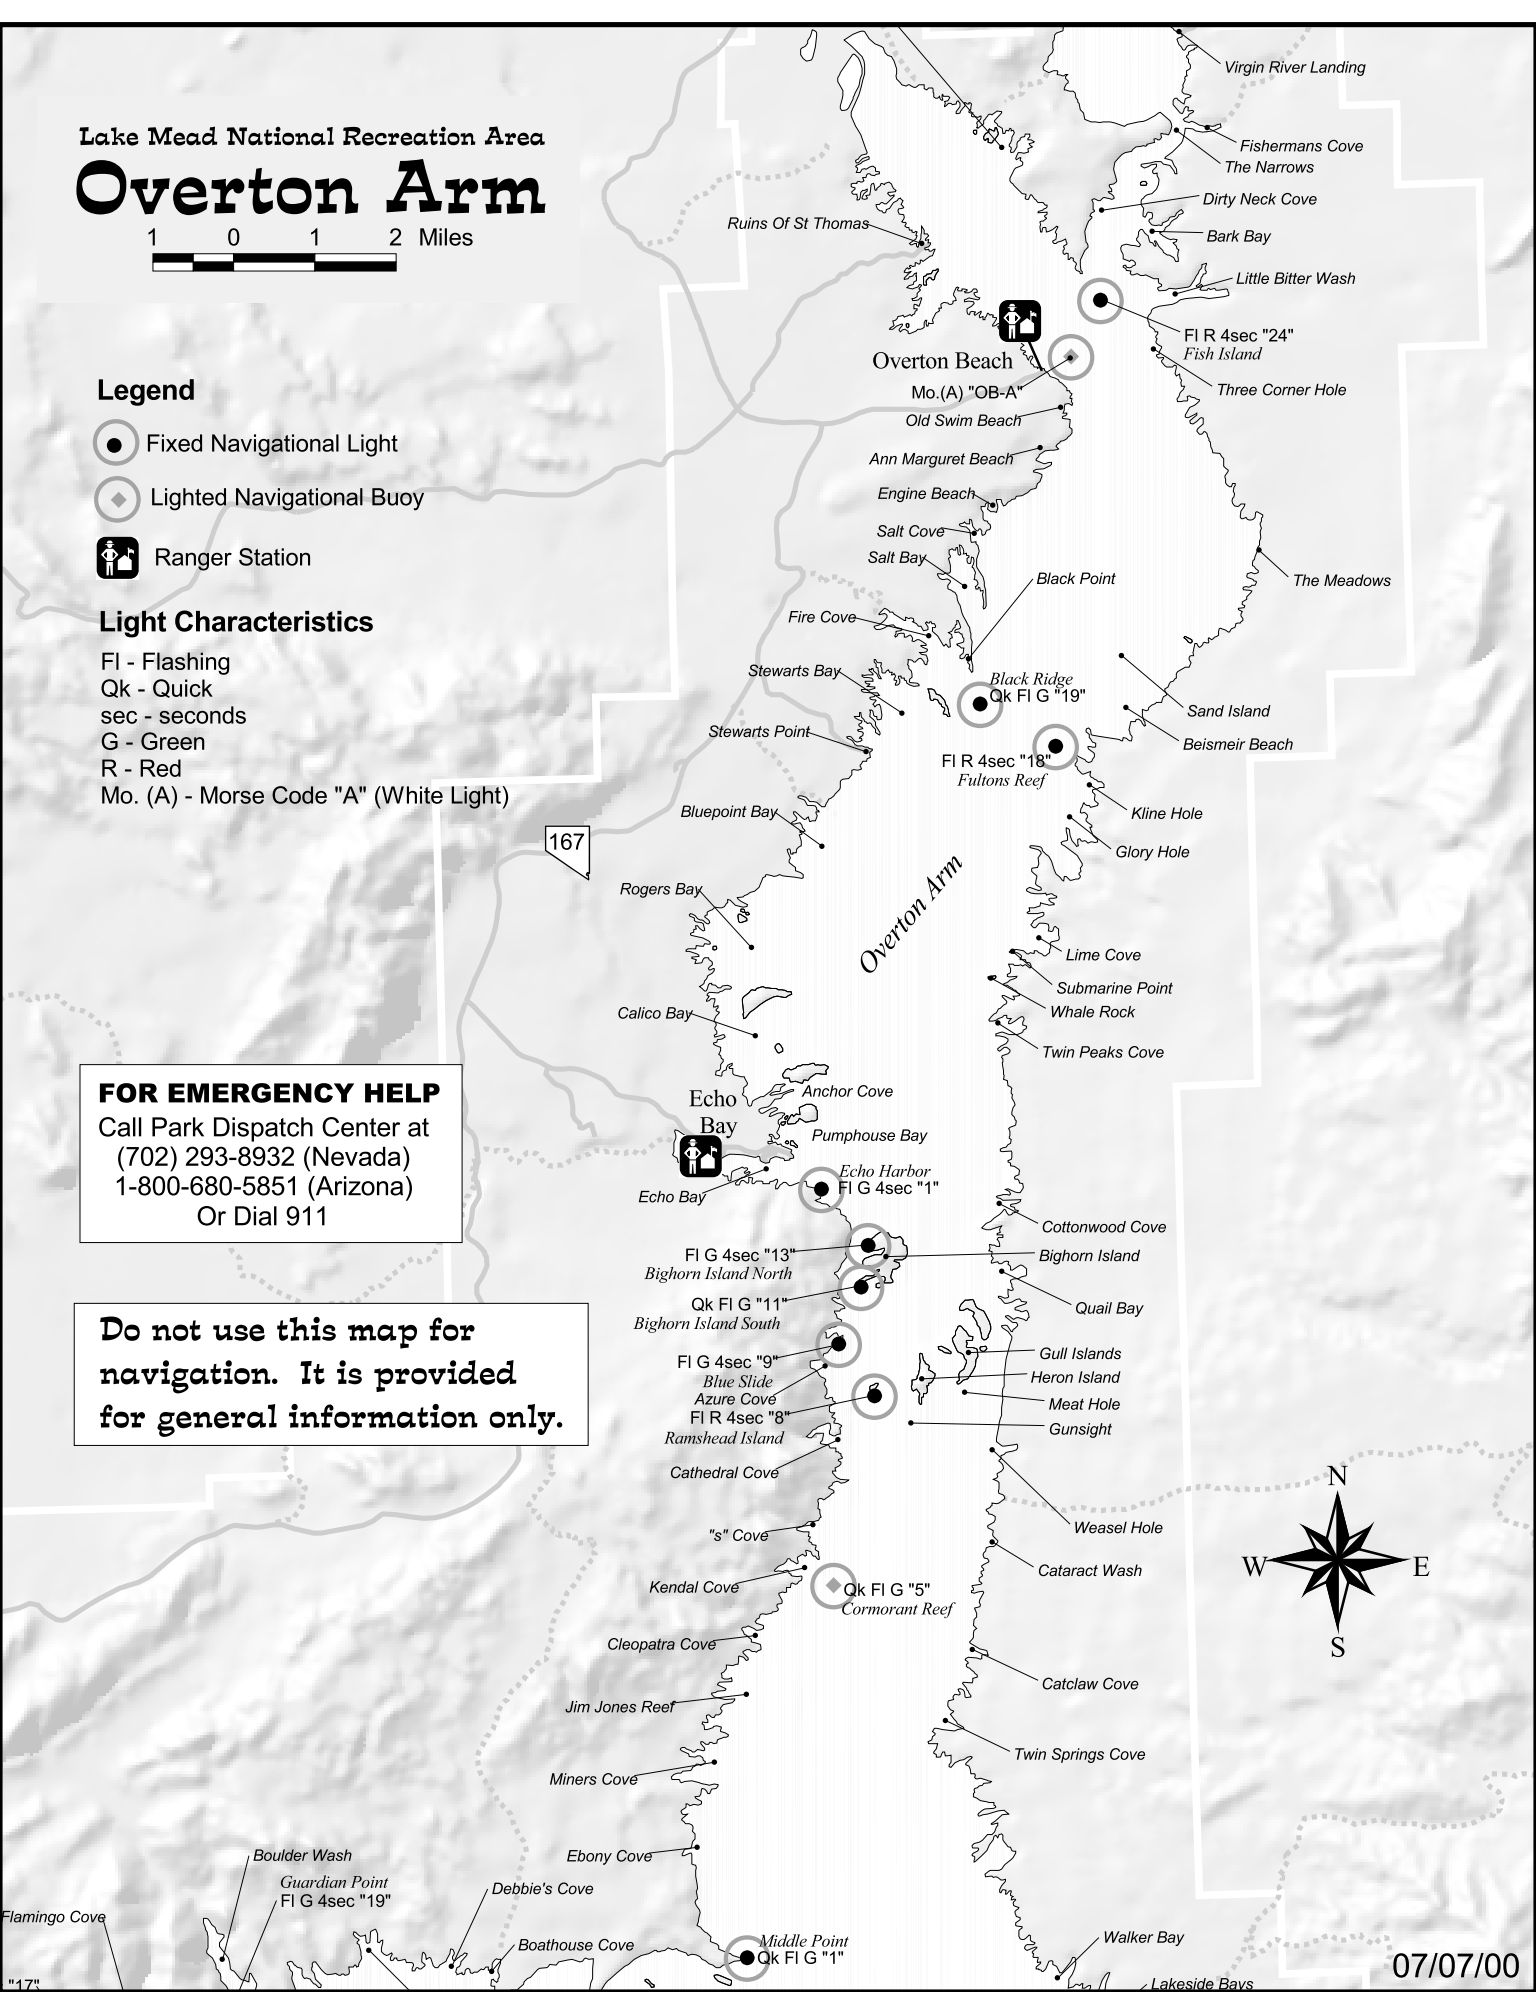 Lake Mead National Recreation Area
Overton Arm
1 0 1 2 Miles
Legend
Fixed Navigational Light
Lighted Navigational Buoy
Ranger Station
Light Characteristics
Fl - Flashing
Qk - Quick
sec - seconds
G - Green
R - Red
Mo. (A) - Morse Code "A" (White Light)
167
FOR EMERGENCY HELP
Call Park Dispatch Center at
(702) 293-8932 (Nevada)
1-800-680-5851 (Arizona)
Or Dial 911
Do not use this map for
navigation. It is provided
for general information only.
Virgin River Landing
Fishermans Cove
The Narrows
Dirty Neck Cove
Ruins Of St Thomas
Bark Bay
Little Bitter Wash
Fl R 4sec "24"
Fish Island
Overton Beach
Three Corner Hole
Mo.(A) "OB-A"
Old Swim Beach
Ann Marguret Beach
Engine Beach
Salt Cove
Salt Bay
Black Point
The Meadows
Fire Cove
Stewarts Bay
Black Ridge
Qk Fl G "19"
Sand Island
Stewarts Point
Beismeir Beach
Fl R 4sec "18"
Fultons Reef
Bluepoint Bay
Kline Hole
Glory Hole
Rogers Bay
Overton Arm
Lime Cove
Submarine Point
Whale Rock
Calico Bay
Twin Peaks Cove
Anchor Cove
Echo
Bay
Pumphouse Bay
Echo Harbor
Fl G 4sec "1"
Echo Bay
Cottonwood Cove
Fl G 4sec "13"
Bighorn Island
Bighorn Island North
Qk Fl G "11"
Quail Bay
Bighorn Island South
Gull Islands
Fl G 4sec "9"
Blue Slide
Heron Island
Azure Cove
Meat Hole
Fl R 4sec "8"
Gunsight
Ramshead Island
Cathedral Cove
Weasel Hole
"s" Cove
Cataract Wash
Kendal Cove
Qk Fl G "5"
Cormorant Reef
Cleopatra Cove
Catclaw Cove
Jim Jones Reef
Twin Springs Cove
Miners Cove
Ebony Cove
N
W E
S
Boulder Wash
Guardian Point
Fl G 4sec "19"
Debbie's Cove
Flamingo Cove
Boathouse Cove
Middle Point
Qk Fl G "1"
Walker Bay
07/07/00
"17"
Lakeside Bays